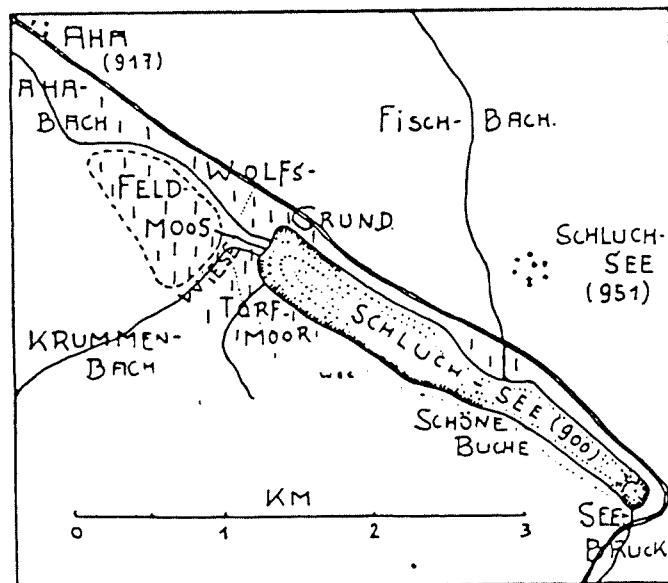 AHA
(917)
AHA-
BACH
FISCH-BACH.
WOLFS-
GRUND
FELD-
MOOS
WIESE
TORF-
MOOR
SCHLUCH-
SEE
(951)
KRUMMEN-
BACH
SCHLUCH-SEE (900)
SCHÖNE
BUCHE
KM
0 1 2 3
SEE-
BRUCK